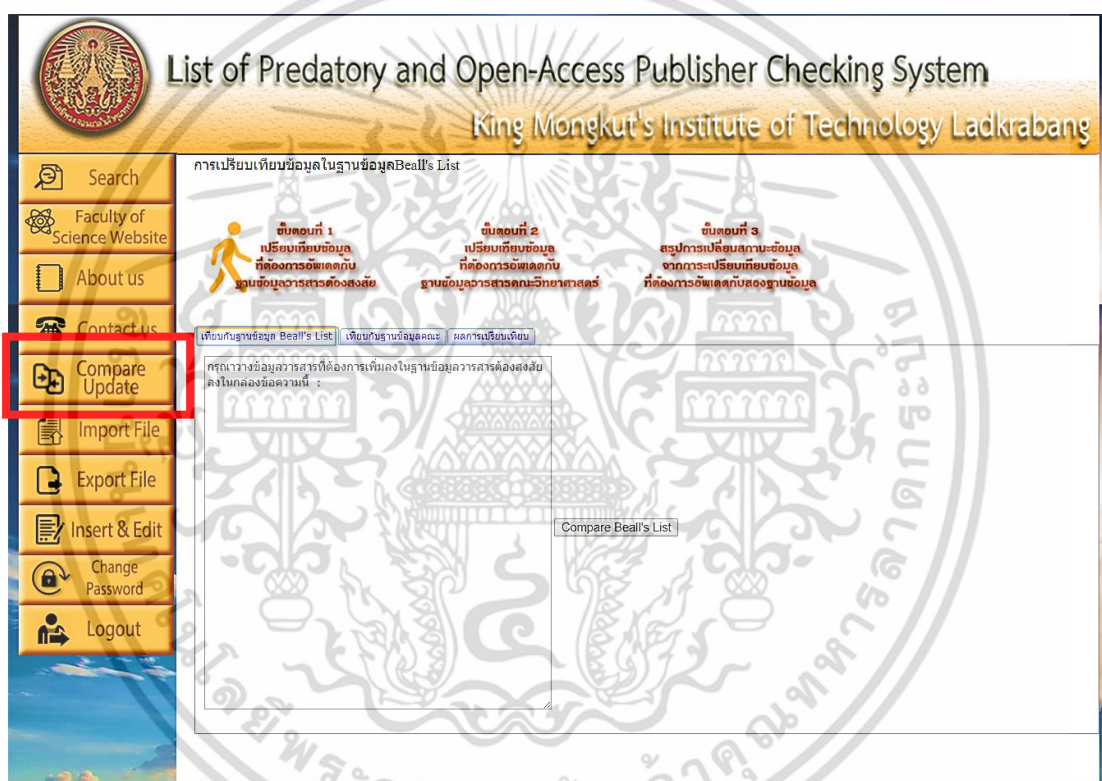 List of Predatory and Open-Access Publisher Checking System
King Mongkut's Institute of Technology Ladkrabang
Search
Faculty of
Science Website
About us
Contact us
Compare
Update
Import File
Export File
Insert & Edit
Change
Password
Logout
การเปรียบเทียบข้อมูลในฐานข้อมูลBeall's List
ขั้นตอนที่ 1
เปรียบเทียบข้อมูล
ที่ต้องการอัพเดตกับ
ฐานข้อมูลวารสารต้องสงสัย
ขั้นตอนที่ 2
เปรียบเทียบข้อมูล
ที่ต้องการอัพเดตกับ
ฐานข้อมูลวารสารคณะวิทยาศาสตร์
ขั้นตอนที่ 3
สรุปการเปลี่ยนสถานะข้อมูล
จากการะเปรียบเทียบข้อมูล
ที่ต้องการอัพเดตกับสองฐานข้อมูล
เทียบกับฐานข้อมูล Beall's List
เทียบกับฐานข้อมูลคณะ
ผลการเปรียบเทียบ
กรุณาวางข้อมูลวารสารที่ต้องการเพิ่มลงในฐานข้อมูลวารสารต้องสงสัย
ลงในกล่องข้อความนี้ :
Compare Beall's List